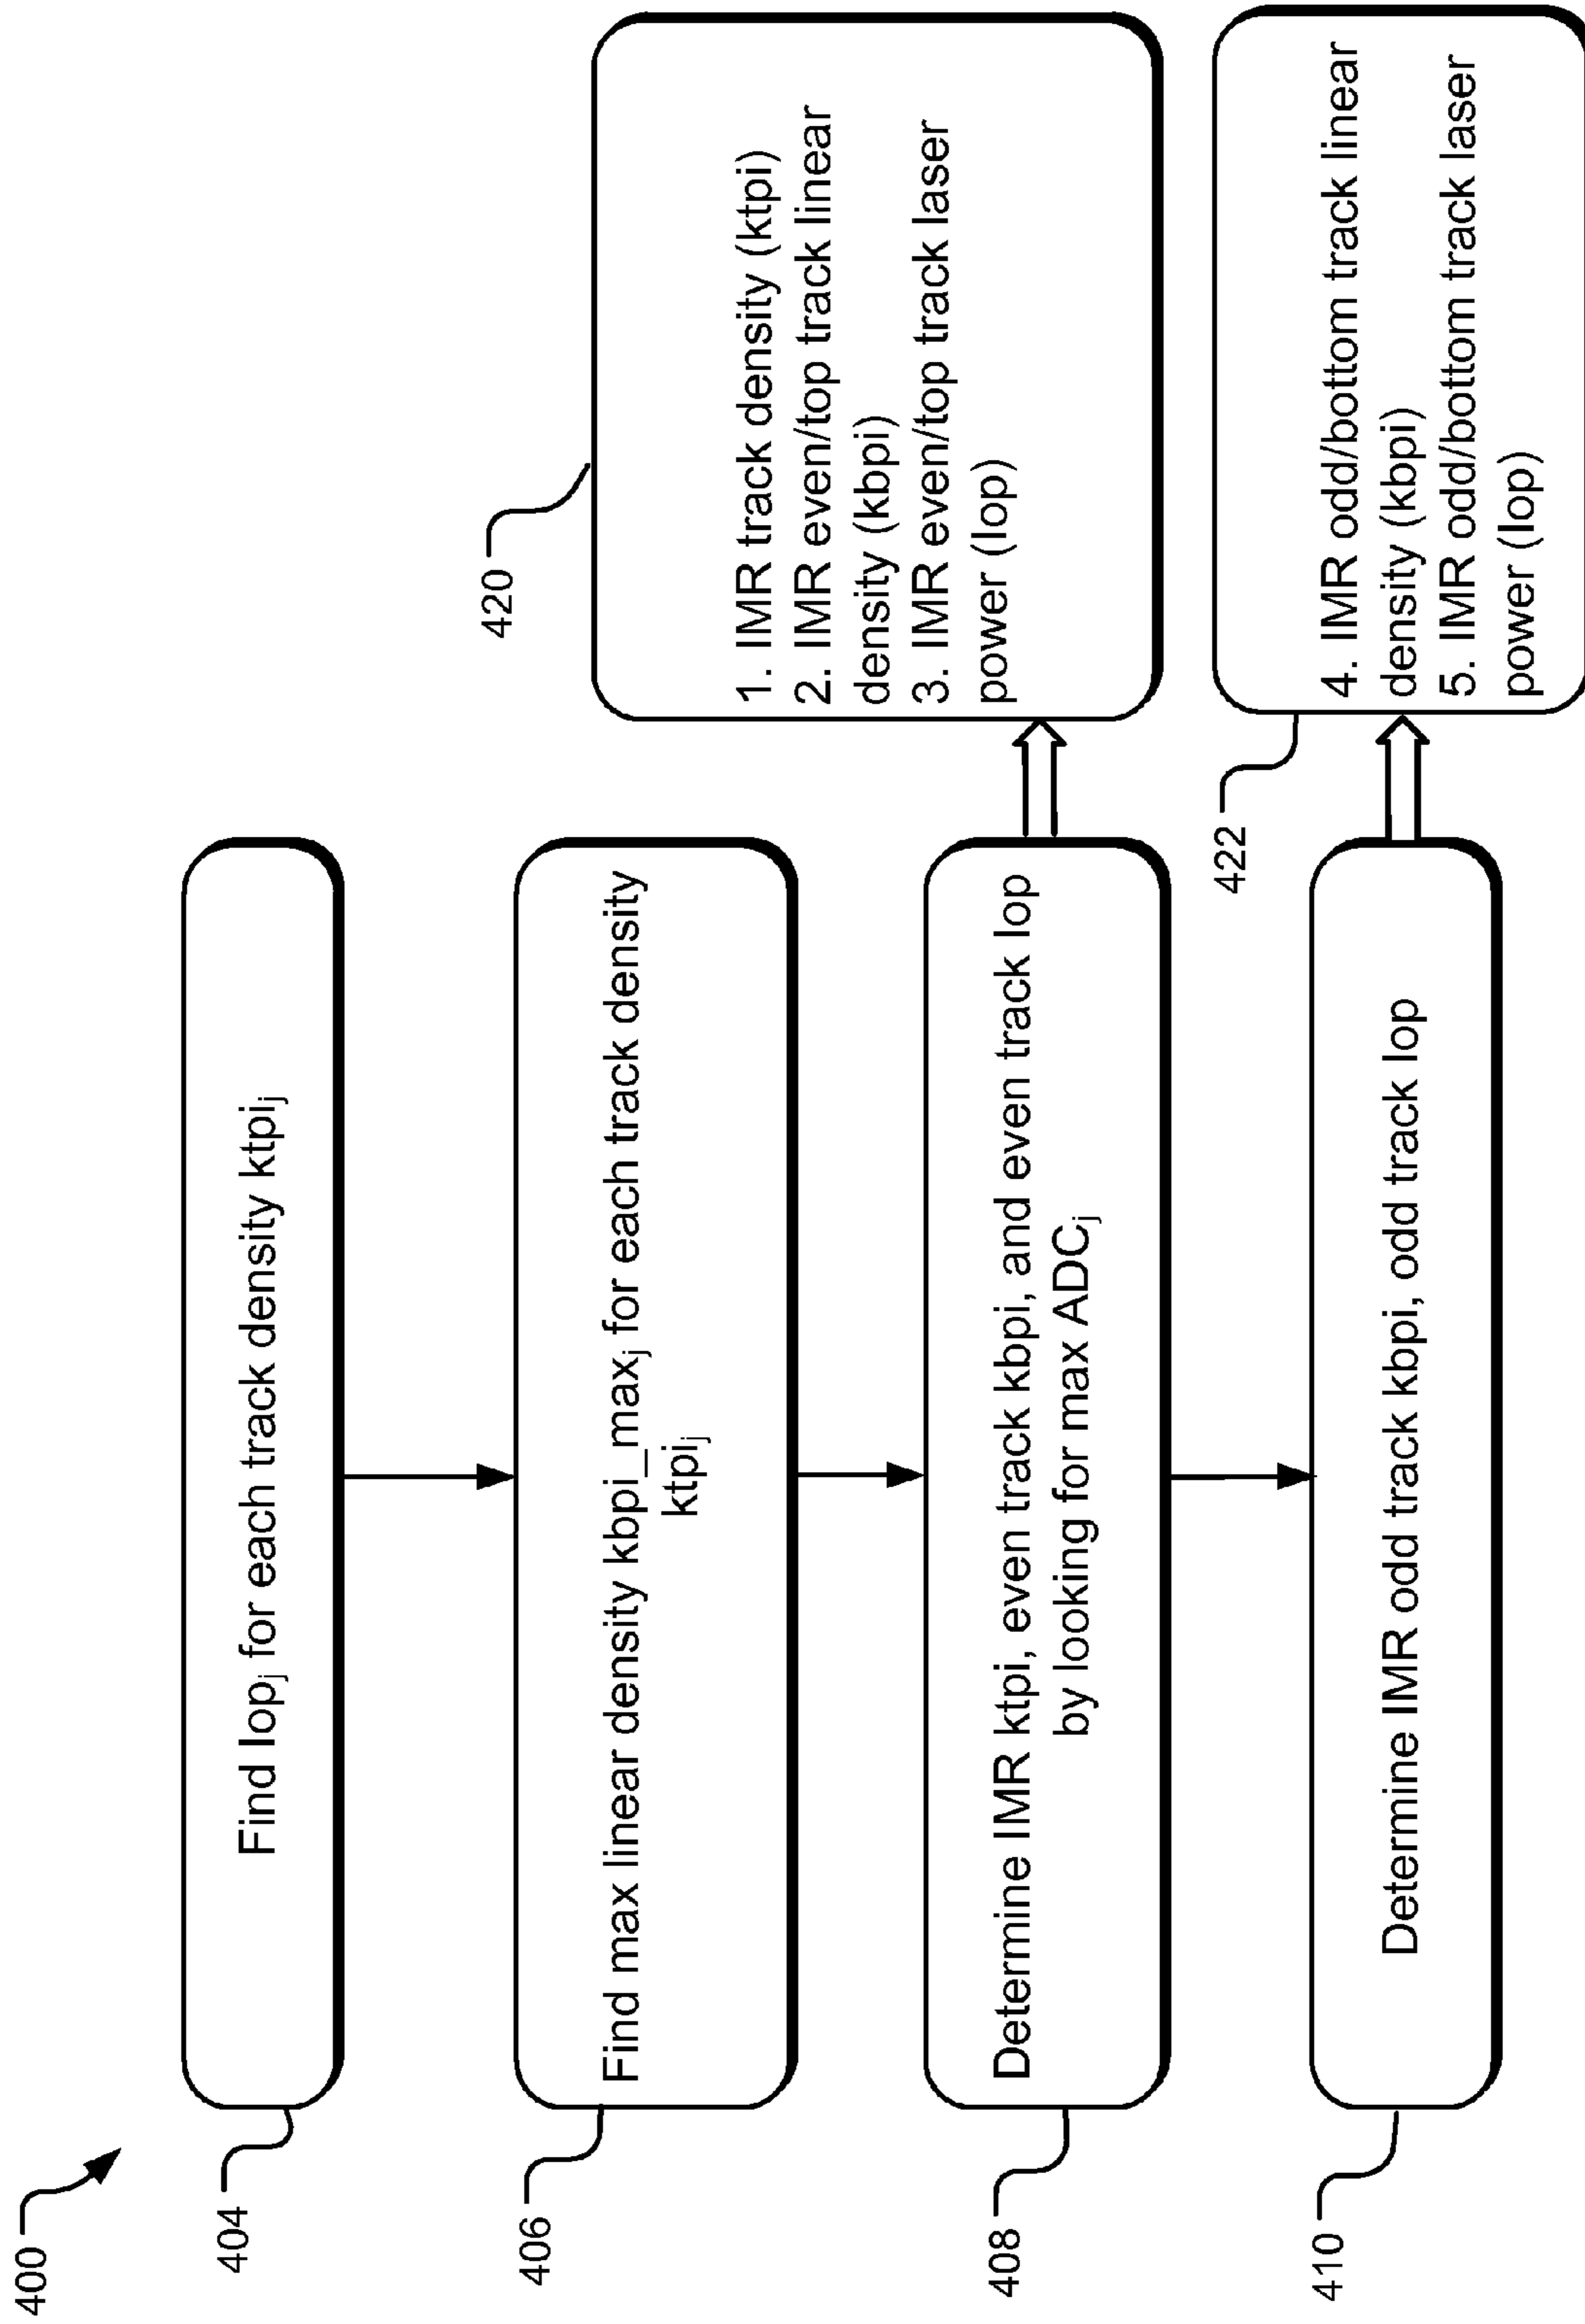 400
404
Find Iop_j for each track density ktpi_j
406
Find max linear density kbpi_max_j for each track density
ktpi_j
408
Determine IMR ktpi, even track kbpi, and even track Iop
by looking for max ADC_j
420
1. IMR track density (ktpi)
2. IMR even/top track linear
density (kbpi)
3. IMR even/top track laser
power (Iop)
410
Determine IMR odd track kbpi, odd track Iop
422
4. IMR odd/bottom track linear
density (kbpi)
5. IMR odd/bottom track laser
power (Iop)